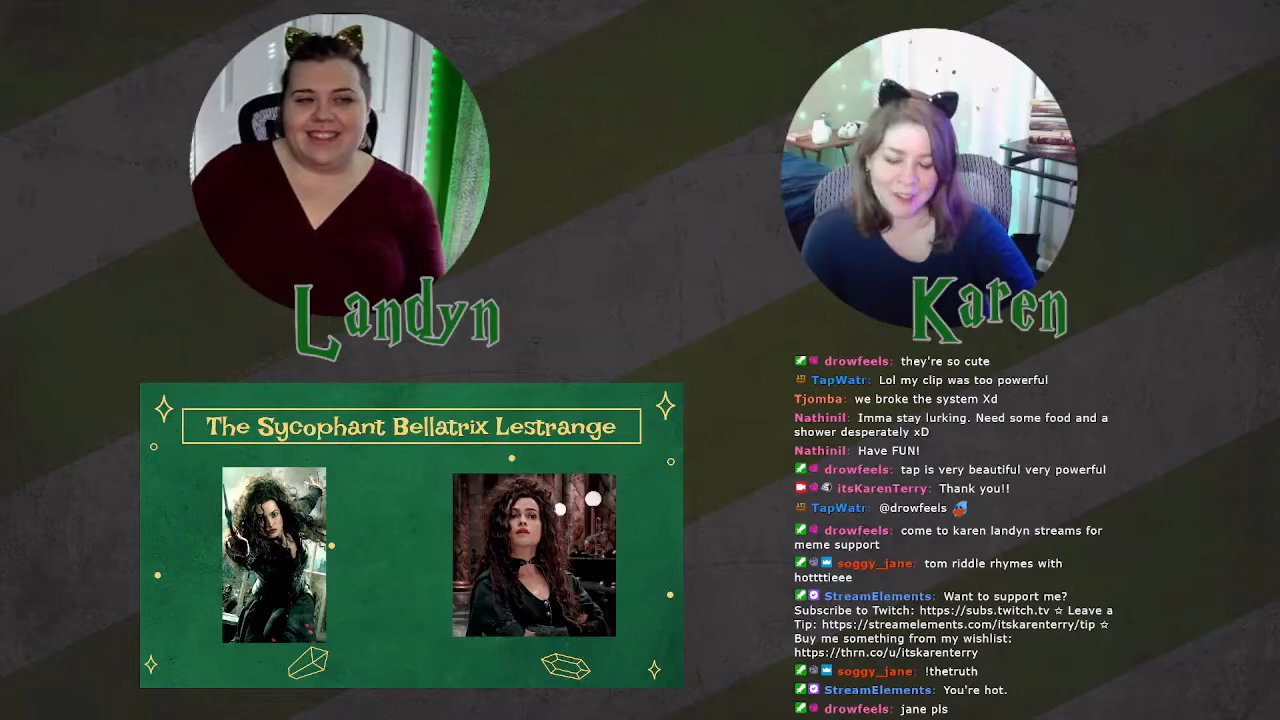 Landyn
Karen
The Sycophant Bellatrix Lestrange
drowfeels: they're so cute
TapWatr: Lol my clip was too powerful
Tjomba: we broke the system Xd
Nathinil: Imma stay lurking. Need some food and a
shower desperately xD
Nathinil: Have FUN!
drowfeels: tap is very beautiful very powerful
itsKarenTerry: Thank you!!
TapWatr: @drowfeels
drowfeels: come to karen landyn streams for
meme support
soggy_jane: tom riddle rhymes with
hottttieee
StreamElements: Want to support me?
Subscribe to Twitch: https://subs.twitch.tv ☆ Leave a
Tip: https://streamelements.com/itskarenterry/tip ☆
Buy me something from my wishlist:
https://thrn.co/u/itskarenterry
soggy_jane: !thetruth
StreamElements: You're hot.
drowfeels: jane pls